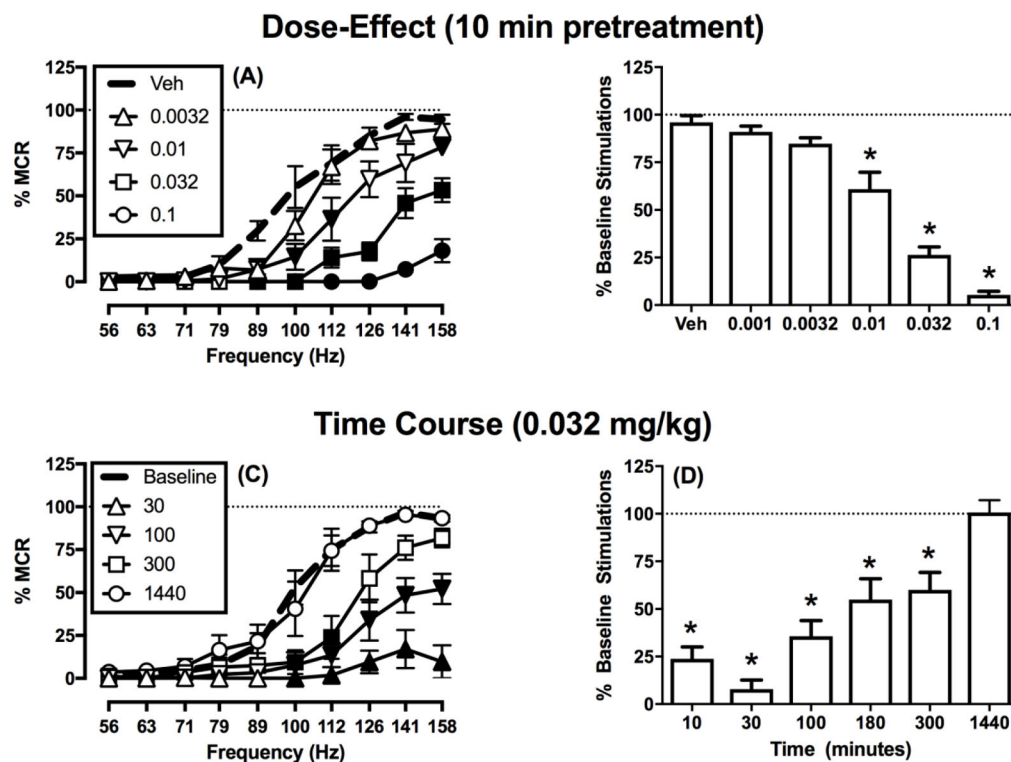 Dose-Effect (10 min pretreatment)
125
100
75
50
25
0
% MCR
Veh
0.0032
0.01
0.032
0.1
(A)
56 63 71 79 89 100 112 126 141 158
Frequency (Hz)
125
100
75
50
25
0
% Baseline Stimulations
* * *
Veh 0.001 0.0032 0.01 0.032 0.1
Time Course (0.032 mg/kg)
125
100
75
50
25
0
% MCR
Baseline
30
100
300
1440
(C)
56 63 71 79 89 100 112 126 141 158
Frequency (Hz)
125
100
75
50
25
0
% Baseline Stimulations
(D)
* * * * *
10 30 100 180 300 1440
Time (minutes)